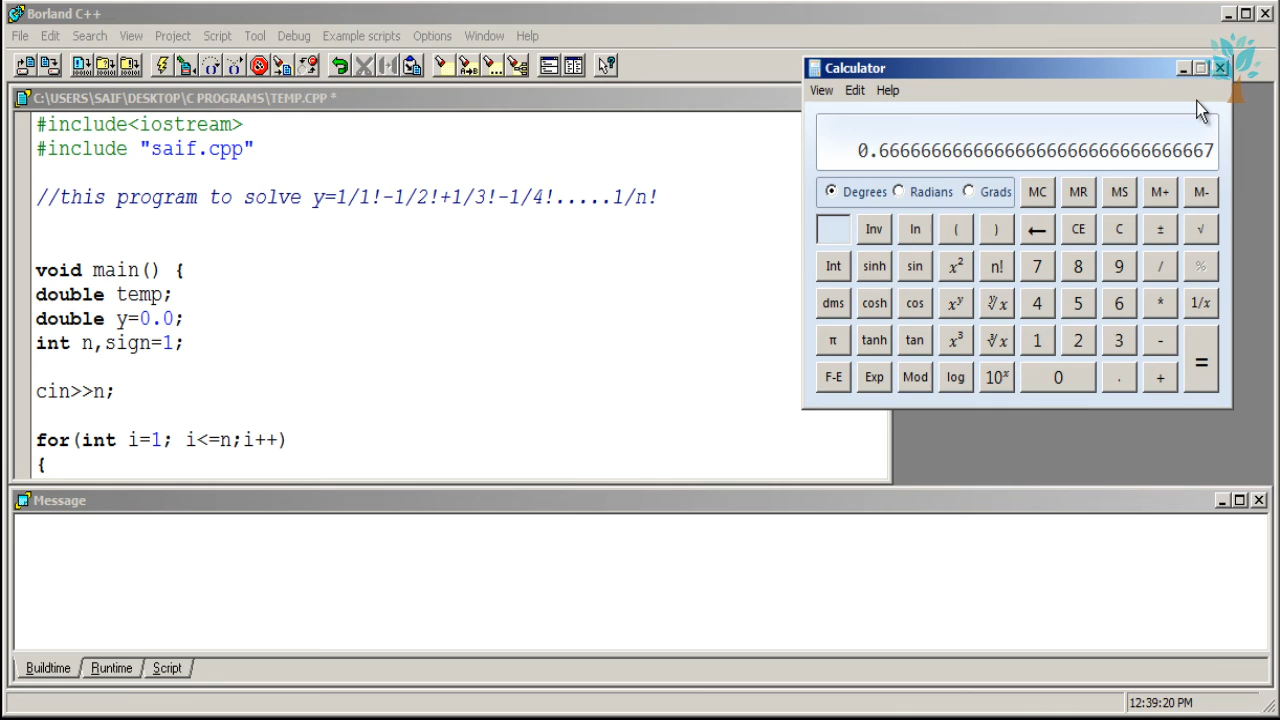 Borland C++
File Edit Search View Project Script Tool Debug Example scripts Options Window Help
C:\USERS\SAIF\DESKTOP\C PROGRAMS\TEMP.CPP *
#include<iostream>
#include "saif.cpp"
//this program to solve y=1/1!-1/2!+1/3!-1/4!.....1/n!
void main() {
double temp;
double y=0.0;
int n,sign=1;
cin>>n;
for(int i=1; i<=n;i++)
{
Calculator
View Edit Help
0.66666666666666666666666666666667
Degrees Radians Grads MC MR MS M+ M-
Inv ln ( ) ← CE C ± √
Int sinh sin x² n! 7 8 9 / %
dms cosh cos xʸ ʸ√x 4 5 6 * 1/x
π tanh tan x³ ³√x 1 2 3 - =
F-E Exp Mod log 10ˣ 0 . +
Message
Buildtime Runtime Script
12:39:20 PM